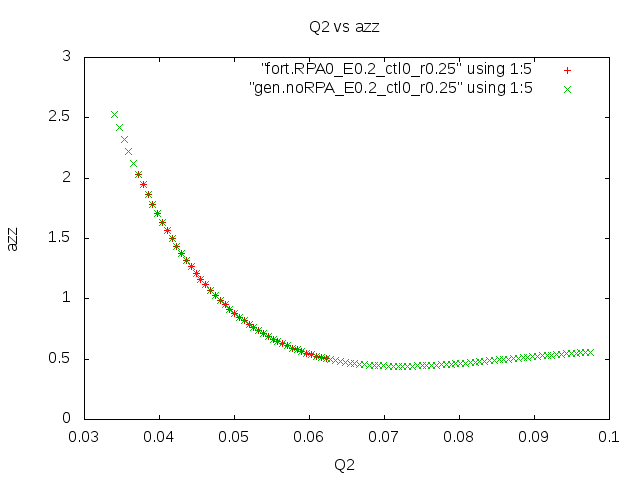 Q2 vs azz
"fort.RPA0_E0.2_ctl0_r0.25" using 1:5
"gen.noRPA_E0.2_ctl0_r0.25" using 1:5
3
2.5
2
1.5
1
0.5
0
azz
0.03 0.04 0.05 0.06 0.07 0.08 0.09 0.1
Q2